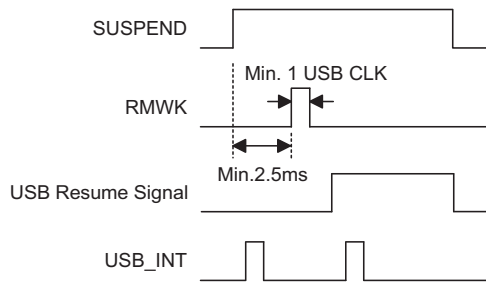 SUSPEND
Min. 1 USB CLK
RMWK
Min.2.5ms
USB Resume Signal
USB_INT